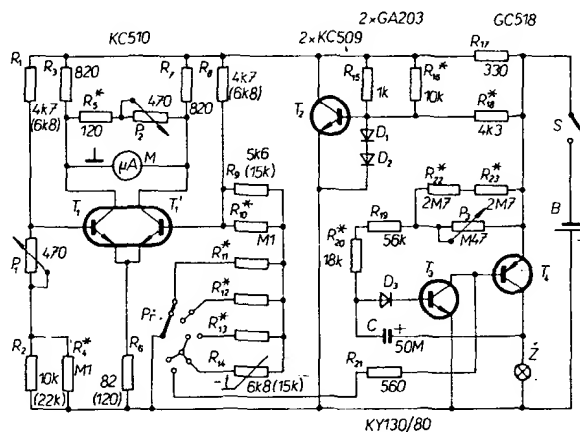 2×GA203
KC510
2×KC509
GC518
R1
R3
820
R7
R8
4k7
(6k8)
R5*
470
120
P2
820
4k7
(6k8)
µA
M
R15
1k
R16*
10k
R17
330
R18*
4k3
T2
D1
D2
S
B
5k6
R9
(15k)
T1
T1'
R10*
M1
R22*
2M7
R23*
2M7
R19
56k
P3
M47
R20*
18k
P1
470
R11*
R12*
Př.
R13*
R14
6k8(15k)
D3
T3
T4
C
+
50M
Ž
R2
10k
(22k)
R4*
M1
R6
82
(120)
R21
560
KY130/80